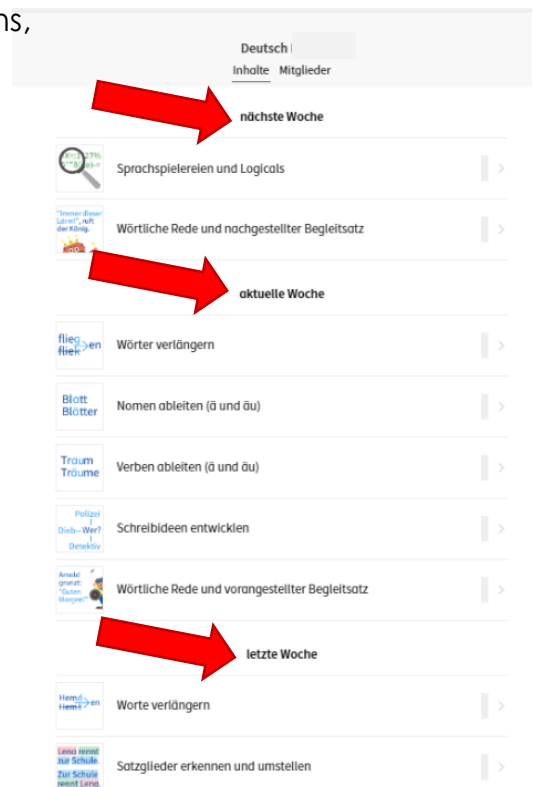 ns,
Deutsch
Inhalte Mitglieder
nächste Woche
Sprachspielereien und Logicals
"Immer dieser
Lärm!", ruft
der König.
Wörtliche Rede und nachgestellter Begleitsatz
aktuelle Woche
flieg en
fliek
Wörter verlängern
Blatt
Blätter
Nomen ableiten (ä und äu)
Traum
Träume
Verben ableiten (ä und äu)
Polizei
Dieb–Wer?
Detektiv
Schreibideen entwicklen
Arnold
grunzt:
"Guten
Morgen!"
Wörtliche Rede und vorangestellter Begleitsatz
letzte Woche
Hemd en
Hemt
Worte verlängern
Lena rennt
zur Schule.
Zur Schule
rennt Lena.
Satzglieder erkennen und umstellen